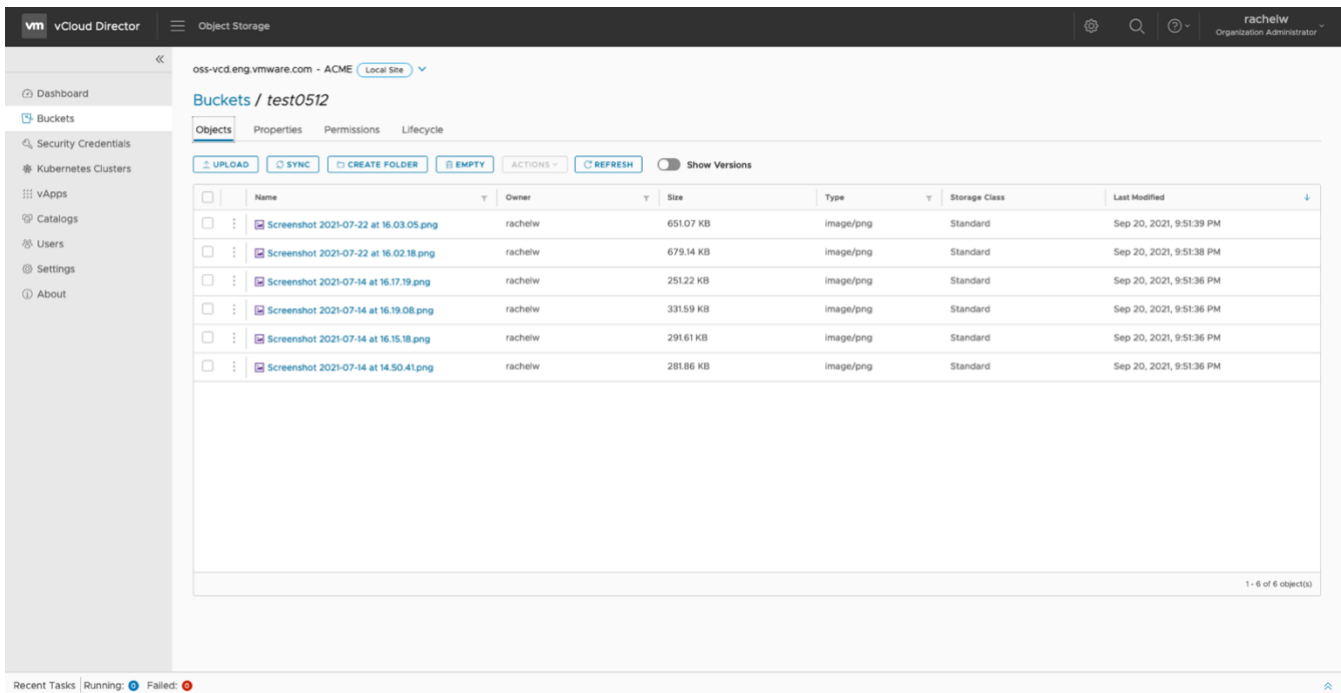 vm vCloud Director Object Storage rachelw
Organization Administrator
oss-vcd.eng.vmware.com - ACME Local Site
Dashboard
Buckets
Security Credentials
Kubernetes Clusters
vApps
Catalogs
Users
Settings
About
Buckets / test0512
Objects Properties Permissions Lifecycle
UPLOAD SYNC CREATE FOLDER EMPTY ACTIONS REFRESH Show Versions
Name Owner Size Type Storage Class Last Modified
Screenshot 2021-07-22 at 16.03.05.png rachelw 651.07 KB image/png Standard Sep 20, 2021, 9:51:39 PM
Screenshot 2021-07-22 at 16.02.18.png rachelw 679.14 KB image/png Standard Sep 20, 2021, 9:51:38 PM
Screenshot 2021-07-14 at 16.17.19.png rachelw 251.22 KB image/png Standard Sep 20, 2021, 9:51:36 PM
Screenshot 2021-07-14 at 16.19.08.png rachelw 331.59 KB image/png Standard Sep 20, 2021, 9:51:36 PM
Screenshot 2021-07-14 at 16.15.18.png rachelw 291.61 KB image/png Standard Sep 20, 2021, 9:51:36 PM
Screenshot 2021-07-14 at 14.50.41.png rachelw 281.86 KB image/png Standard Sep 20, 2021, 9:51:36 PM
1 - 6 of 6 object(s)
Recent Tasks Running: 0 Failed: 0